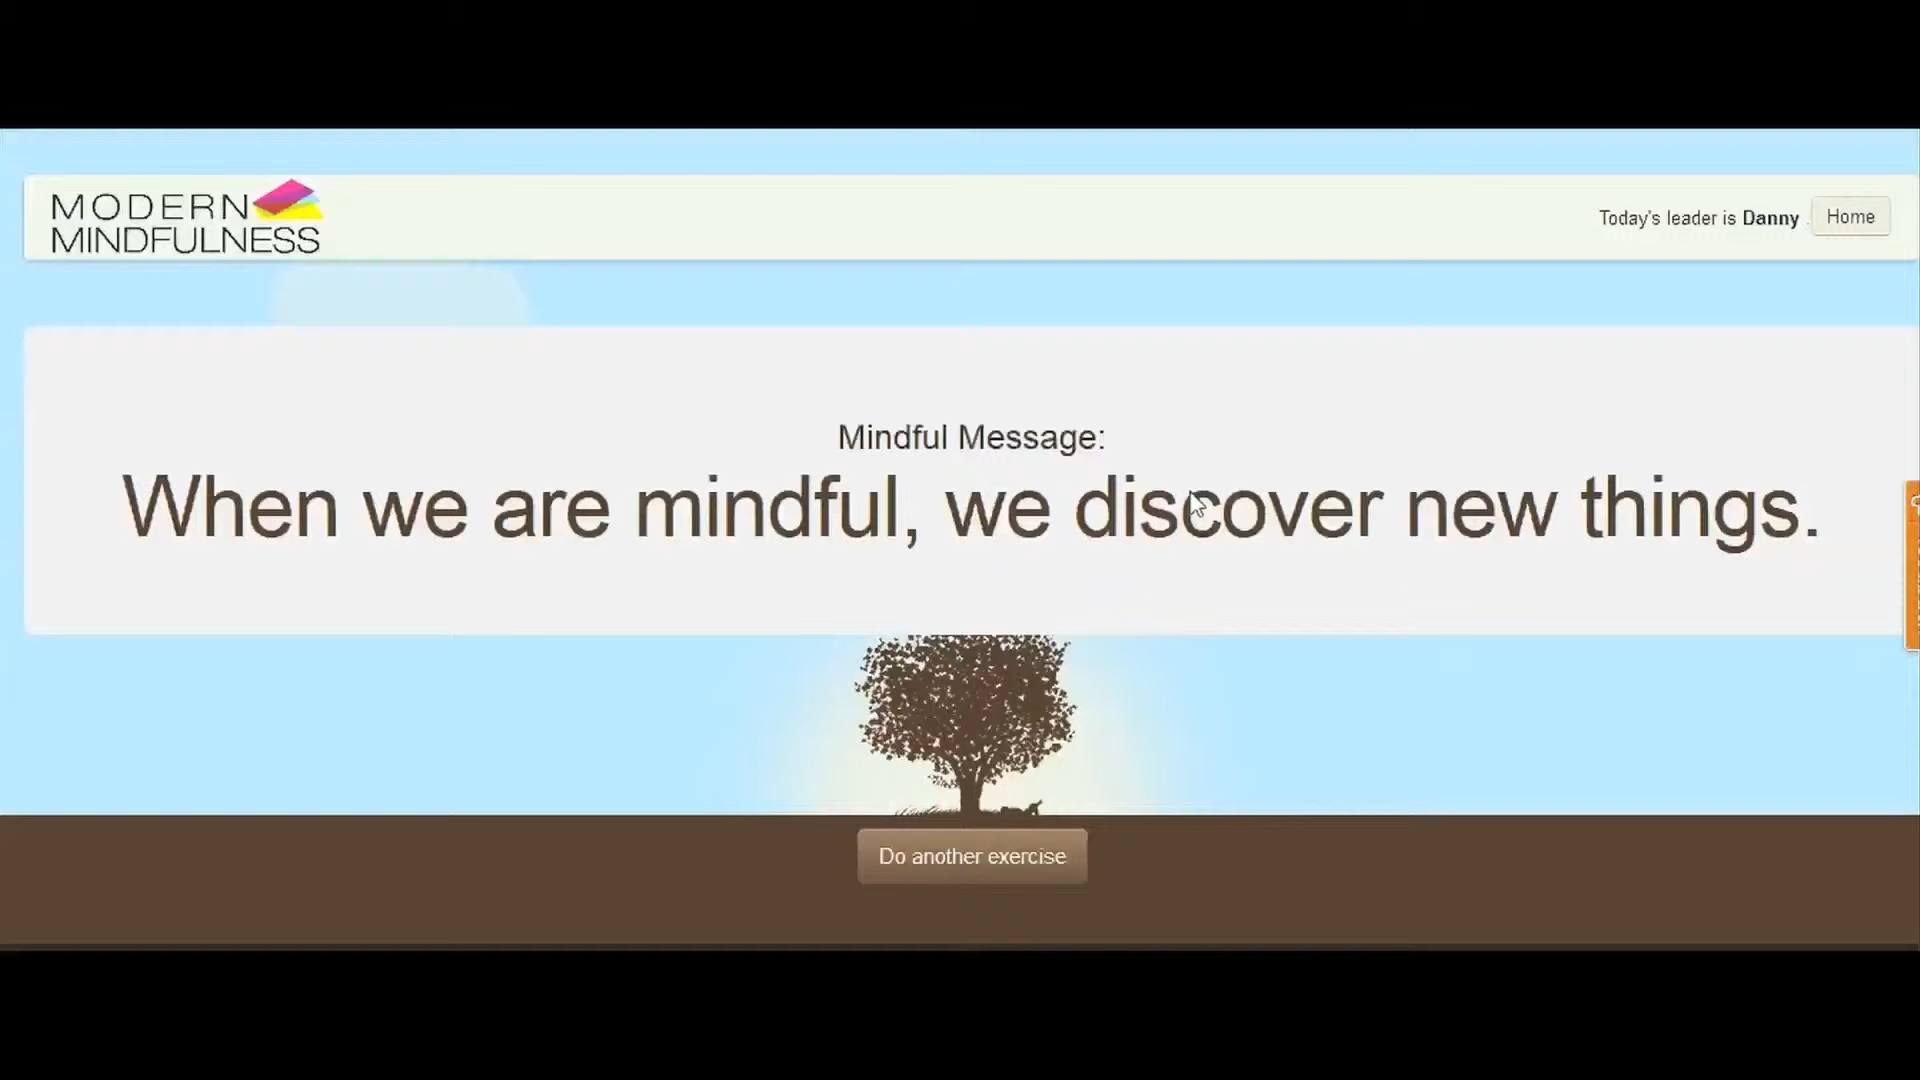 MODERN
MINDFULNESS
Today's leader is Danny
Home
Mindful Message:
When we are mindful, we discover new things.
Do another exercise